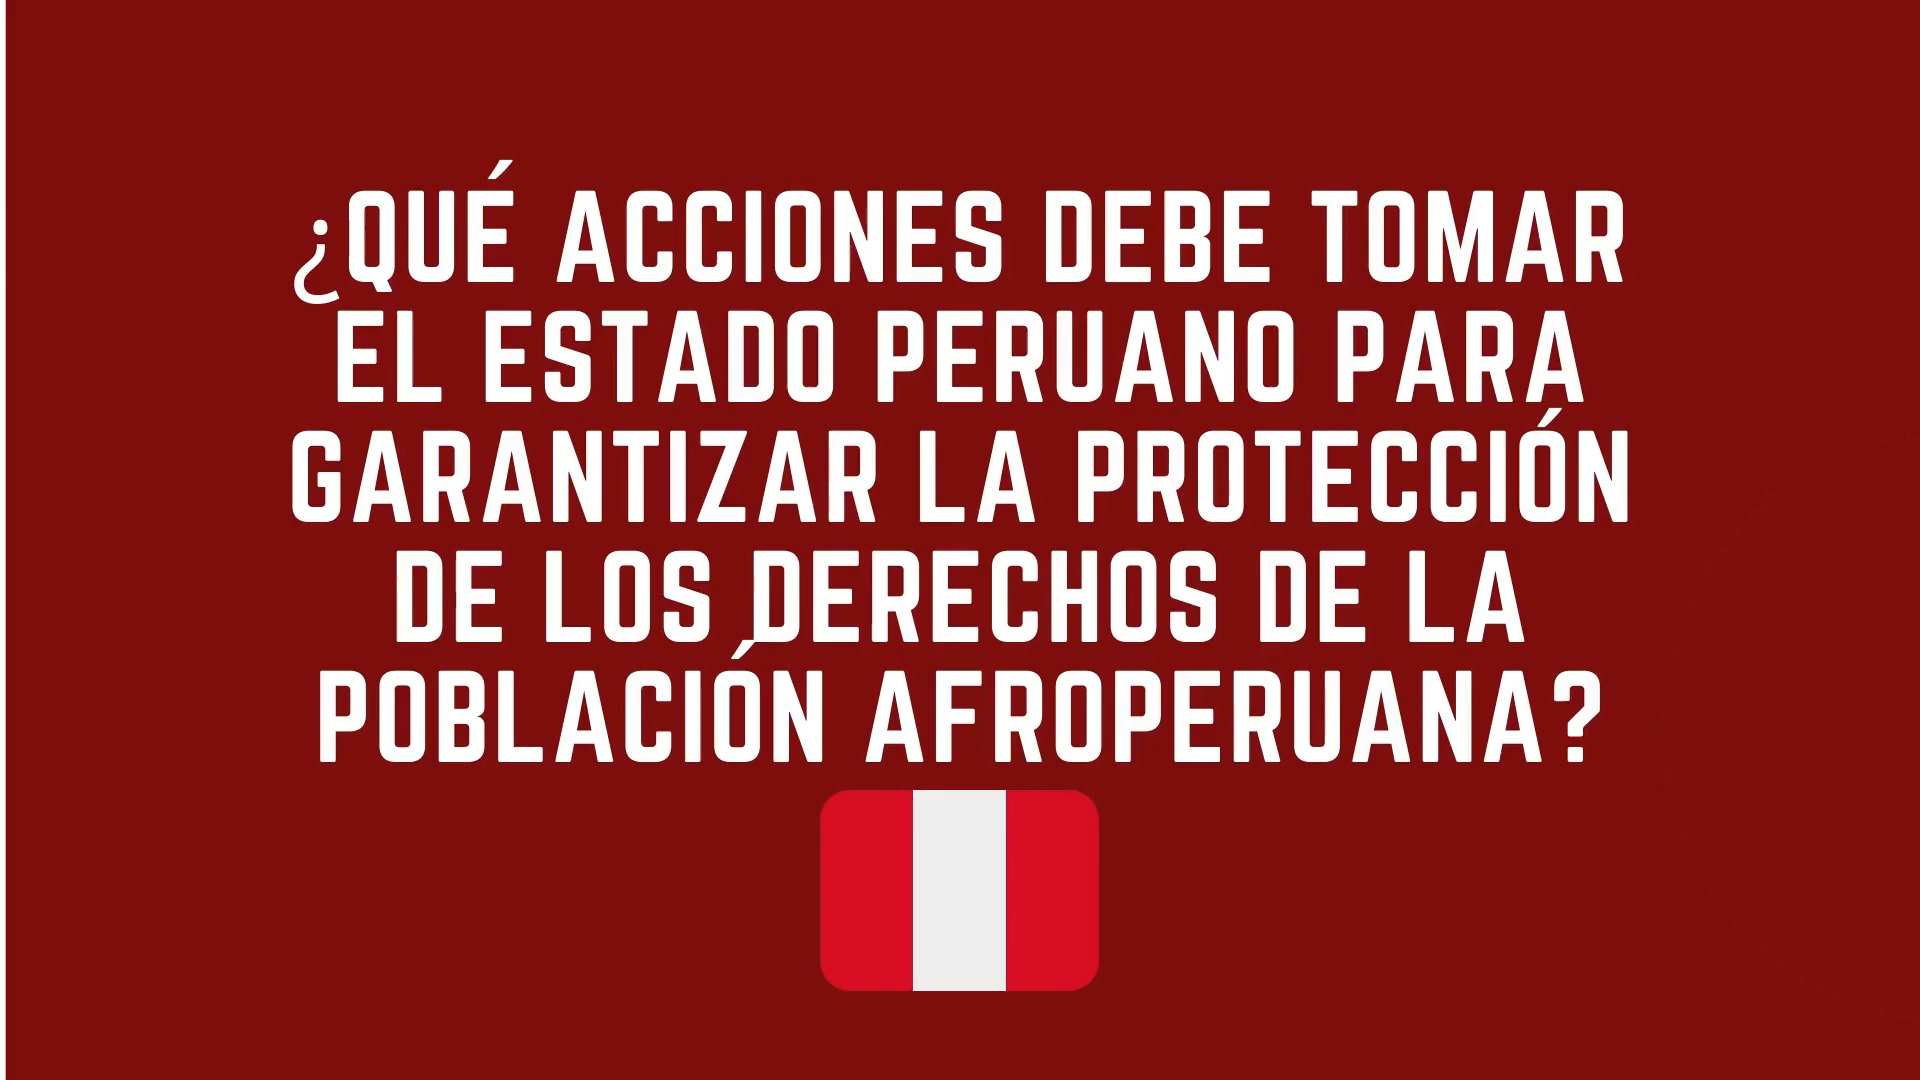 ¿QUÉ ACCIONES DEBE TOMAR
EL ESTADO PERUANO PARA
GARANTIZAR LA PROTECCIÓN
DE LOS DERECHOS DE LA
POBLACIÓN AFROPERUANA?